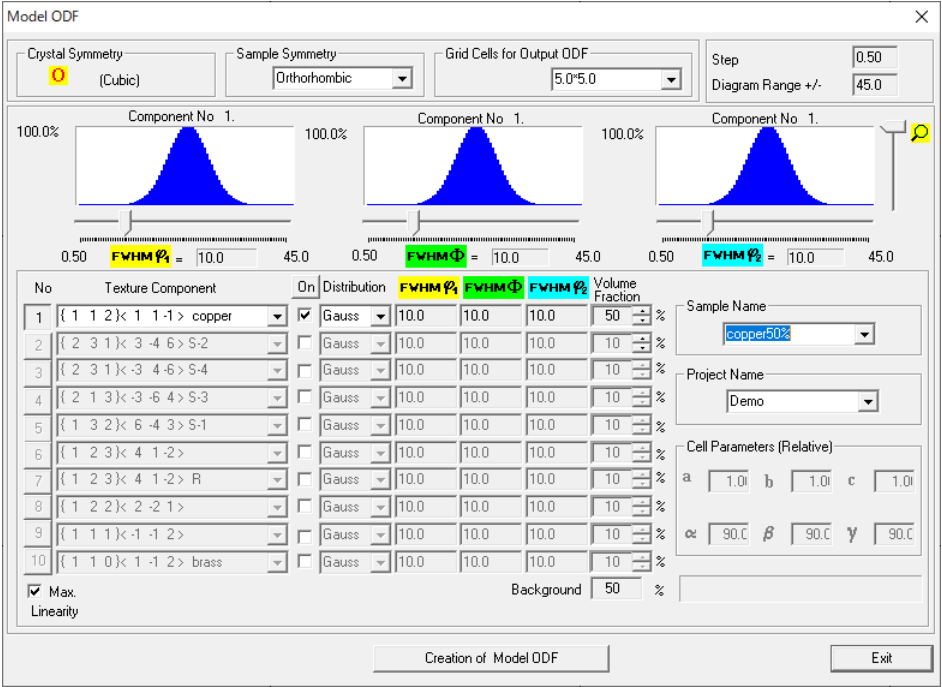 Model ODF
Crystal Symmetry
O (Cubic)
Sample Symmetry
Orthorhombic
Grid Cells for Output ODF
5.0*5.0
Step 0.50
Diagram Range +/- 45.0
Component No 1.
100.0%
Component No 1.
100.0%
Component No 1.
100.0%
0.50 FWHM φ1 = 10.0 45.0
0.50 FWHM Φ = 10.0 45.0
0.50 FWHM φ2 = 10.0 45.0
No Texture Component On Distribution FWHM φ1 FWHM Φ FWHM φ2 Volume Fraction
1 { 1 1 2 }< 1 1 -1 > copper Gauss 10.0 10.0 10.0 50 %
2 { 2 3 1 }< 3 -4 6 > S-2 Gauss 10.0 10.0 10.0 10 %
3 { 2 3 1 }< -3 4 -6 > S-4 Gauss 10.0 10.0 10.0 10 %
4 { 2 1 3 }< -3 -6 4 > S-3 Gauss 10.0 10.0 10.0 10 %
5 { 1 3 2 }< 6 -4 3 > S-1 Gauss 10.0 10.0 10.0 10 %
6 { 1 2 3 }< 4 1 -2 > Gauss 10.0 10.0 10.0 10 %
7 { 1 2 3 }< 4 1 -2 > R Gauss 10.0 10.0 10.0 10 %
8 { 1 2 2 }< 2 -2 1 > Gauss 10.0 10.0 10.0 10 %
9 { 1 1 1 }< -1 -1 2 > Gauss 10.0 10.0 10.0 10 %
10 { 1 1 0 }< 1 -1 2 > brass Gauss 10.0 10.0 10.0 10 %
Max. Linearity
Background 50 %
Sample Name
copper50%
Project Name
Demo
Cell Parameters (Relative)
a 1.0 b 1.0 c 1.0
α 90.0 β 90.0 γ 90.0
Creation of Model ODF
Exit